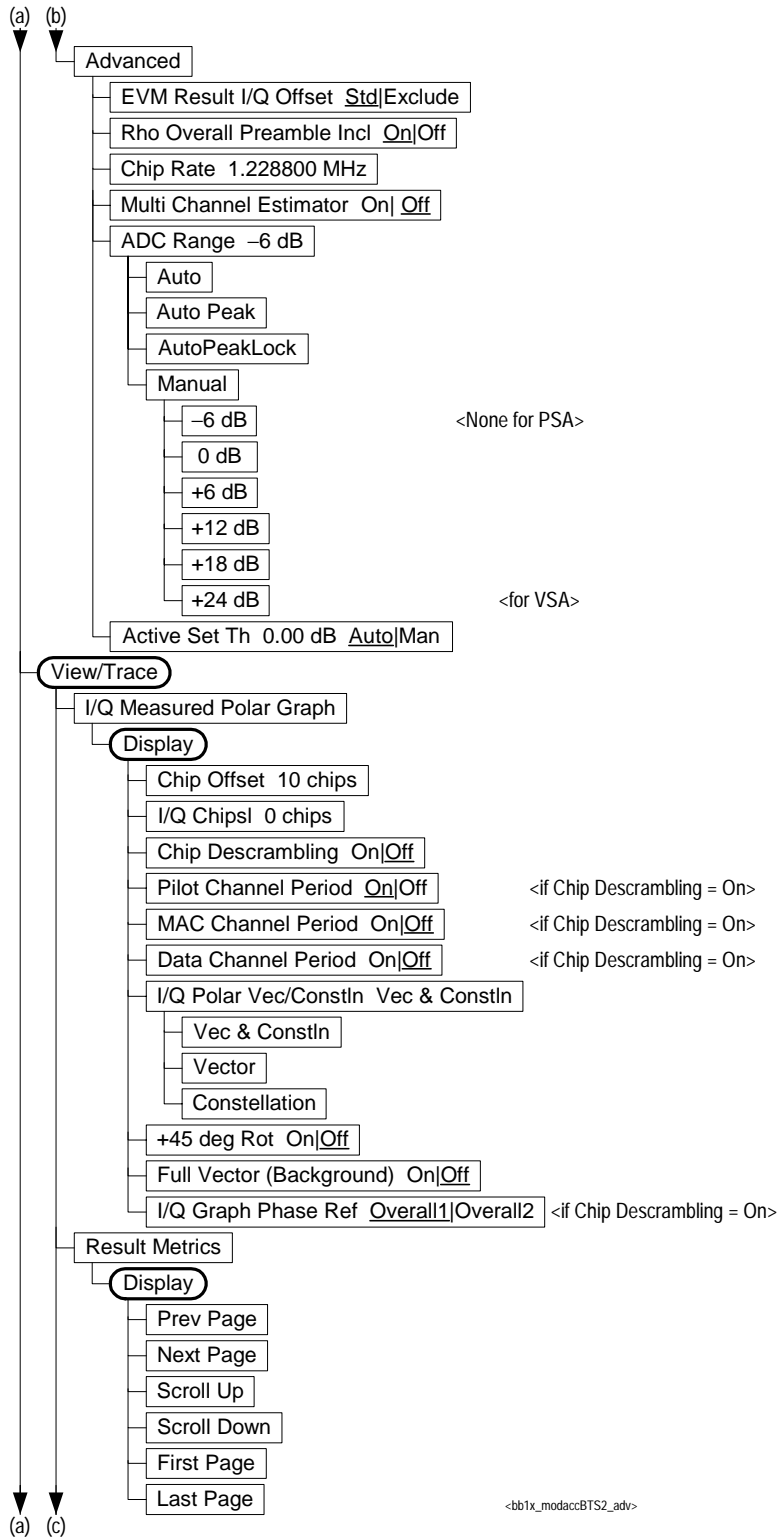 (a) (b)
Advanced
EVM Result I/Q Offset Std|Exclude
Rho Overall Preamble Incl On|Off
Chip Rate 1.228800 MHz
Multi Channel Estimator On| Off
ADC Range –6 dB
Auto
Auto Peak
AutoPeakLock
Manual
–6 dB <None for PSA>
0 dB
+6 dB
+12 dB
+18 dB
+24 dB <for VSA>
Active Set Th 0.00 dB Auto|Man
View/Trace
I/Q Measured Polar Graph
Display
Chip Offset 10 chips
I/Q ChipsI 0 chips
Chip Descrambling On|Off
Pilot Channel Period On|Off <if Chip Descrambling = On>
MAC Channel Period On|Off <if Chip Descrambling = On>
Data Channel Period On|Off <if Chip Descrambling = On>
I/Q Polar Vec/Constln Vec & Constln
Vec & Constln
Vector
Constellation
+45 deg Rot On|Off
Full Vector (Background) On|Off
I/Q Graph Phase Ref Overall1|Overall2 <if Chip Descrambling = On>
Result Metrics
Display
Prev Page
Next Page
Scroll Up
Scroll Down
First Page
Last Page <bb1x_modaccBTS2_adv>
(a) (c)